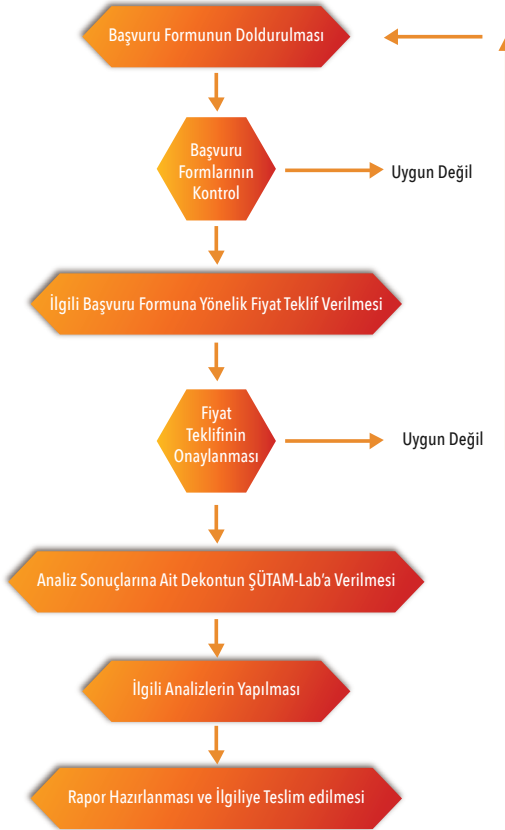 Başvuru Formunun Doldurulması
Başvuru
Formlarının
Kontrol
Uygun Değil
İlgili Başvuru Formuna Yönelik Fiyat Teklif Verilmesi
Fiyat
Teklifinin
Onaylanması
Uygun Değil
Analiz Sonuçlarına Ait Dekontun ŞÜTAM-Lab'a Verilmesi
İlgili Analizlerin Yapılması
Rapor Hazırlanması ve İlgiliye Teslim edilmesi